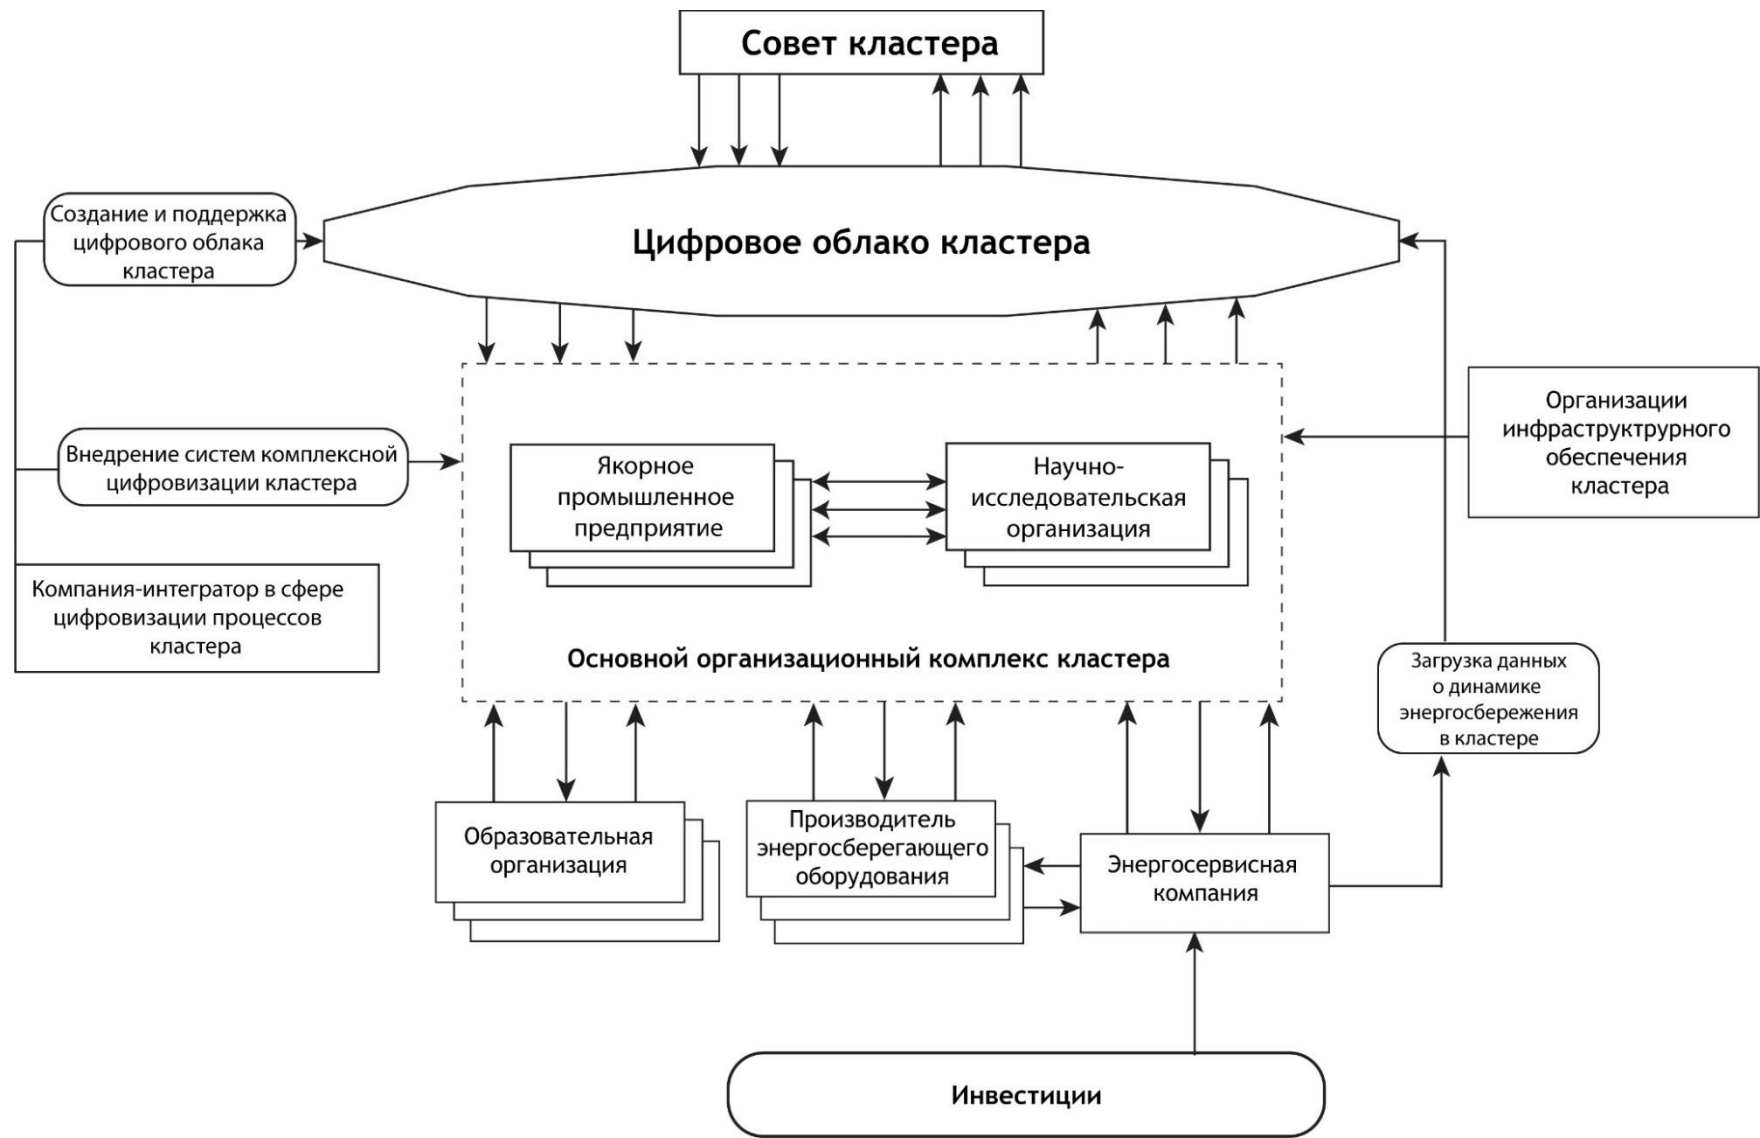 Совет кластера
Создание и поддержка
цифрового облака
кластера
Цифровое облако кластера
Организации
инфраструктрурного
обеспечения
кластера
Внедрение систем комплексной
цифровизации кластера
Якорное
промышленное
предприятие
Научно-
исследовательская
организация
Компания-интегратор в сфере
цифровизации процессов
кластера
Основной организационный комплекс кластера
Загрузка данных
о динамике
энергосбережения
в кластере
Образовательная
организация
Производитель
энергосберегающего
оборудования
Энергосервисная
компания
Инвестиции